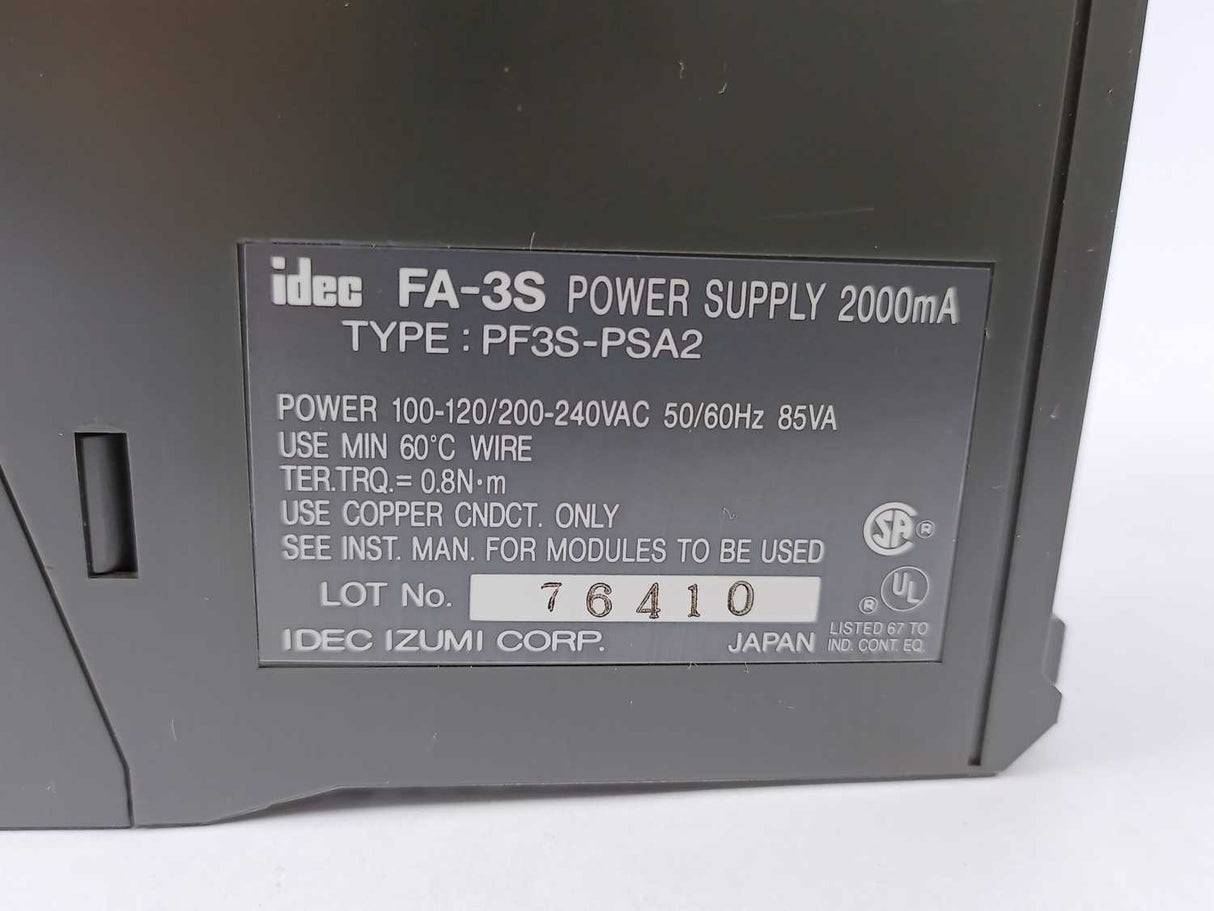 idec FA-3S POWER SUPPLY 2000mA
TYPE : PF3S-PSA2
POWER 100-120/200-240VAC 50/60Hz 85VA
USE MIN 60°C WIRE
TER.TRQ.= 0.8N·m
USE COPPER CNDCT. ONLY
SEE INST. MAN. FOR MODULES TO BE USED
SA ®
LOT No. 76410
® UL
LISTED 67 TO
IND. CONT. EQ.
IDEC IZUMI CORP. JAPAN